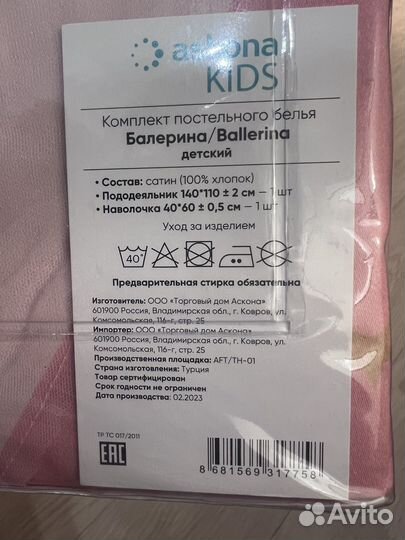 askona
KiDS
Комплект постельного белья
Балерина/Ballerina
детский
• Состав: сатин (100% хлопок)
• Пододеяльник 140*110 ± 2 см — 1 шт
• Наволочка 40*60 ± 0,5 см — 1 шт
Уход за изделием
40°
Предварительная стирка обязательна
Изготовитель: ООО "Торговый дом Аскона"
601900 Россия, Владимирская обл., г. Ковров, ул.
Комсомольская, 116-г, стр. 25
Импортер: ООО "Торговый дом Аскона"
601900 Россия, Владимирская обл., г. Ковров, ул.
Комсомольская, 116-г, стр. 25
Производственная площадка: AFT/TH-01
Страна изготовления: Турция
Товар сертифицирован
Срок годности не ограничен
Дата производства: 02.2023
ТР ТС 017/2011
EAC
8 681569 317758
Avito